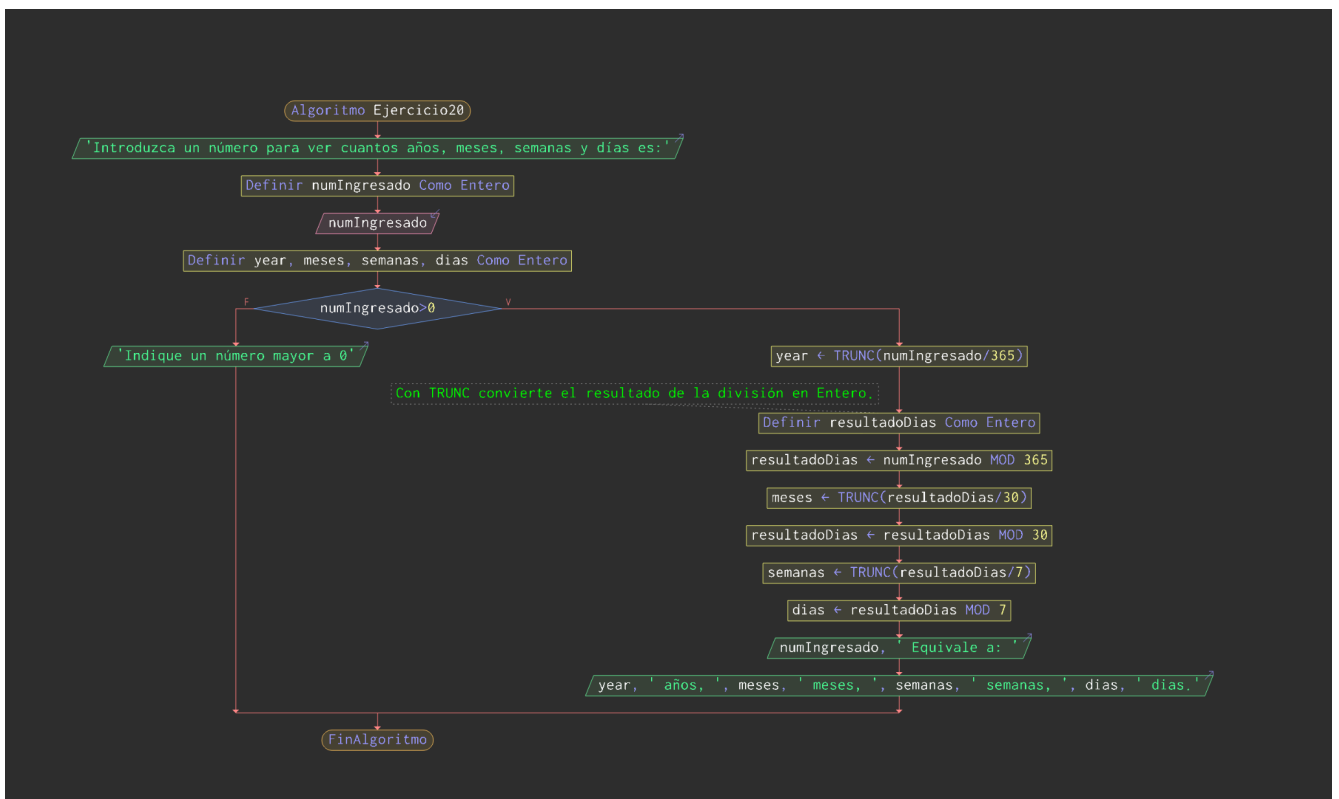 Algoritmo Ejercicio20
'Introduzca un número para ver cuantos años, meses, semanas y días es:'
Definir numIngresado Como Entero
numIngresado
Definir year, meses, semanas, dias Como Entero
numIngresado>0
F
V
'Indique un número mayor a 0'
year ← TRUNC(numIngresado/365)
Con TRUNC convierte el resultado de la división en Entero.
Definir resultadoDias Como Entero
resultadoDias ← numIngresado MOD 365
meses ← TRUNC(resultadoDias/30)
resultadoDias ← resultadoDias MOD 30
semanas ← TRUNC(resultadoDias/7)
dias ← resultadoDias MOD 7
numIngresado, ' Equivale a: '
year, ' años, ', meses, ' meses, ', semanas, ' semanas, ', dias, ' dias.'
FinAlgoritmo